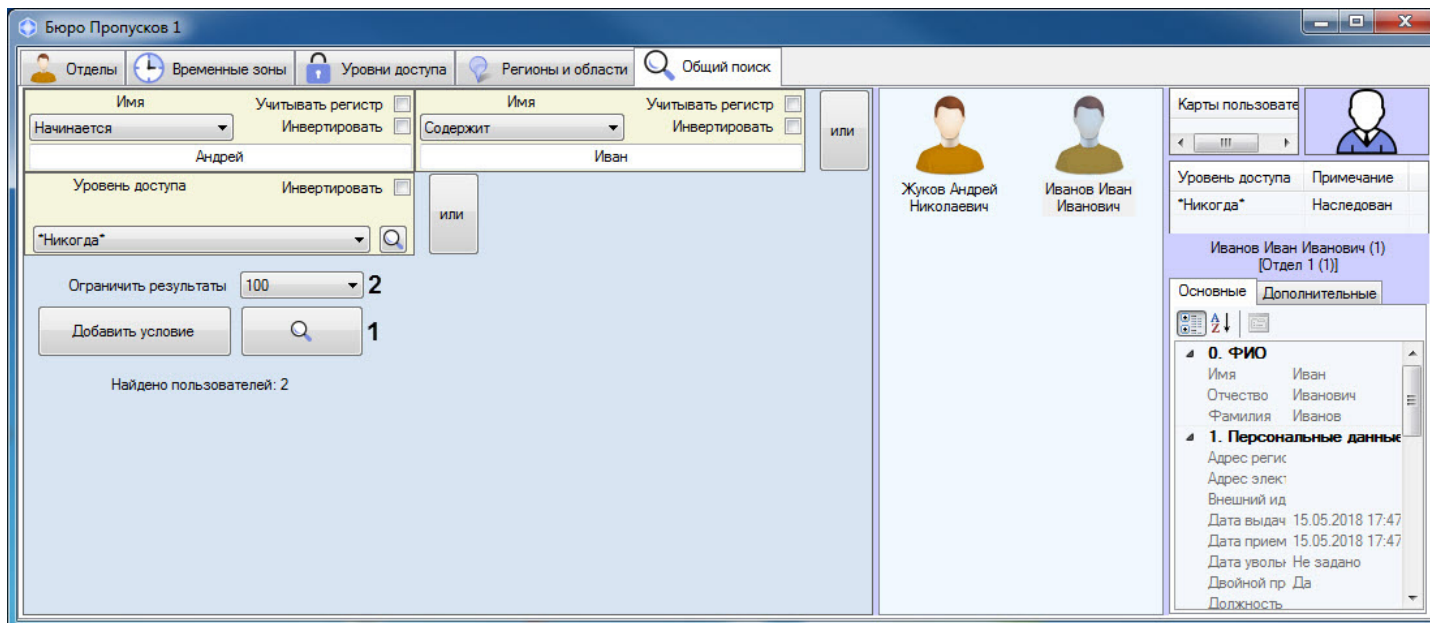 Бюро Пропусков 1
Отделы Временные зоны Уровни доступа Регионы и области Общий поиск
Имя Учитывать регистр
Начинается Инвертировать
Андрей
Имя Учитывать регистр
Содержит Инвертировать
Иван
или
Уровень доступа Инвертировать
*Никогда*
или
Ограничить результаты 100 2
Добавить условие 1
Найдено пользователей: 2
Жуков Андрей
Николаевич
Иванов Иван
Иванович
Карты пользовате
Уровень доступа Примечание
*Никогда* Наследован
Иванов Иван Иванович (1)
[Отдел 1 (1)]
Основные Дополнительные
0. ФИО
Имя Иван
Отчество Иванович
Фамилия Иванов
1. Персональные данные
Адрес регис
Адрес элект
Внешний ид
Дата выдач 15.05.2018 17:47
Дата прием 15.05.2018 17:47
Дата уволь Не задано
Двойной пр Да
Должность